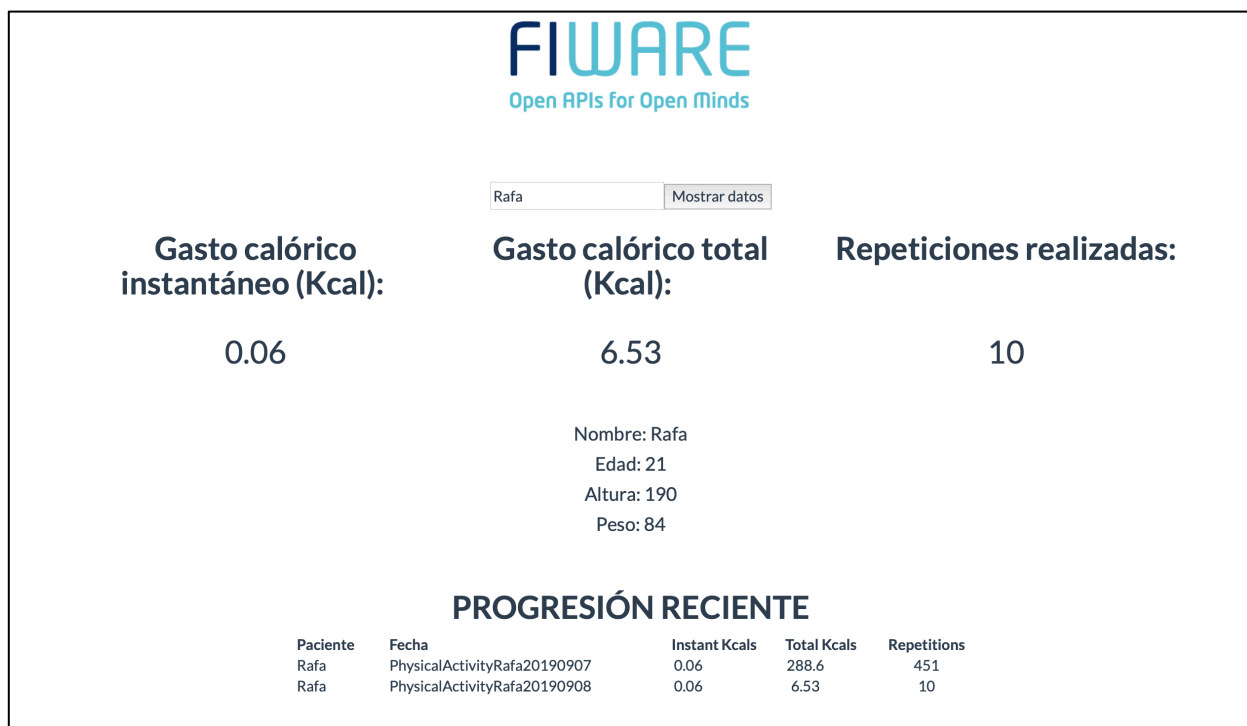 FIWARE
Open APIs for Open Minds
Rafa Mostrar datos
Gasto calórico
instantáneo (Kcal):
0.06
Gasto calórico total
(Kcal):
6.53
Repeticiones realizadas:
10
Nombre: Rafa
Edad: 21
Altura: 190
Peso: 84
PROGRESIÓN RECIENTE
Paciente Fecha Instant Kcals Total Kcals Repetitions
Rafa PhysicalActivityRafa20190907 0.06 288.6 451
Rafa PhysicalActivityRafa20190908 0.06 6.53 10